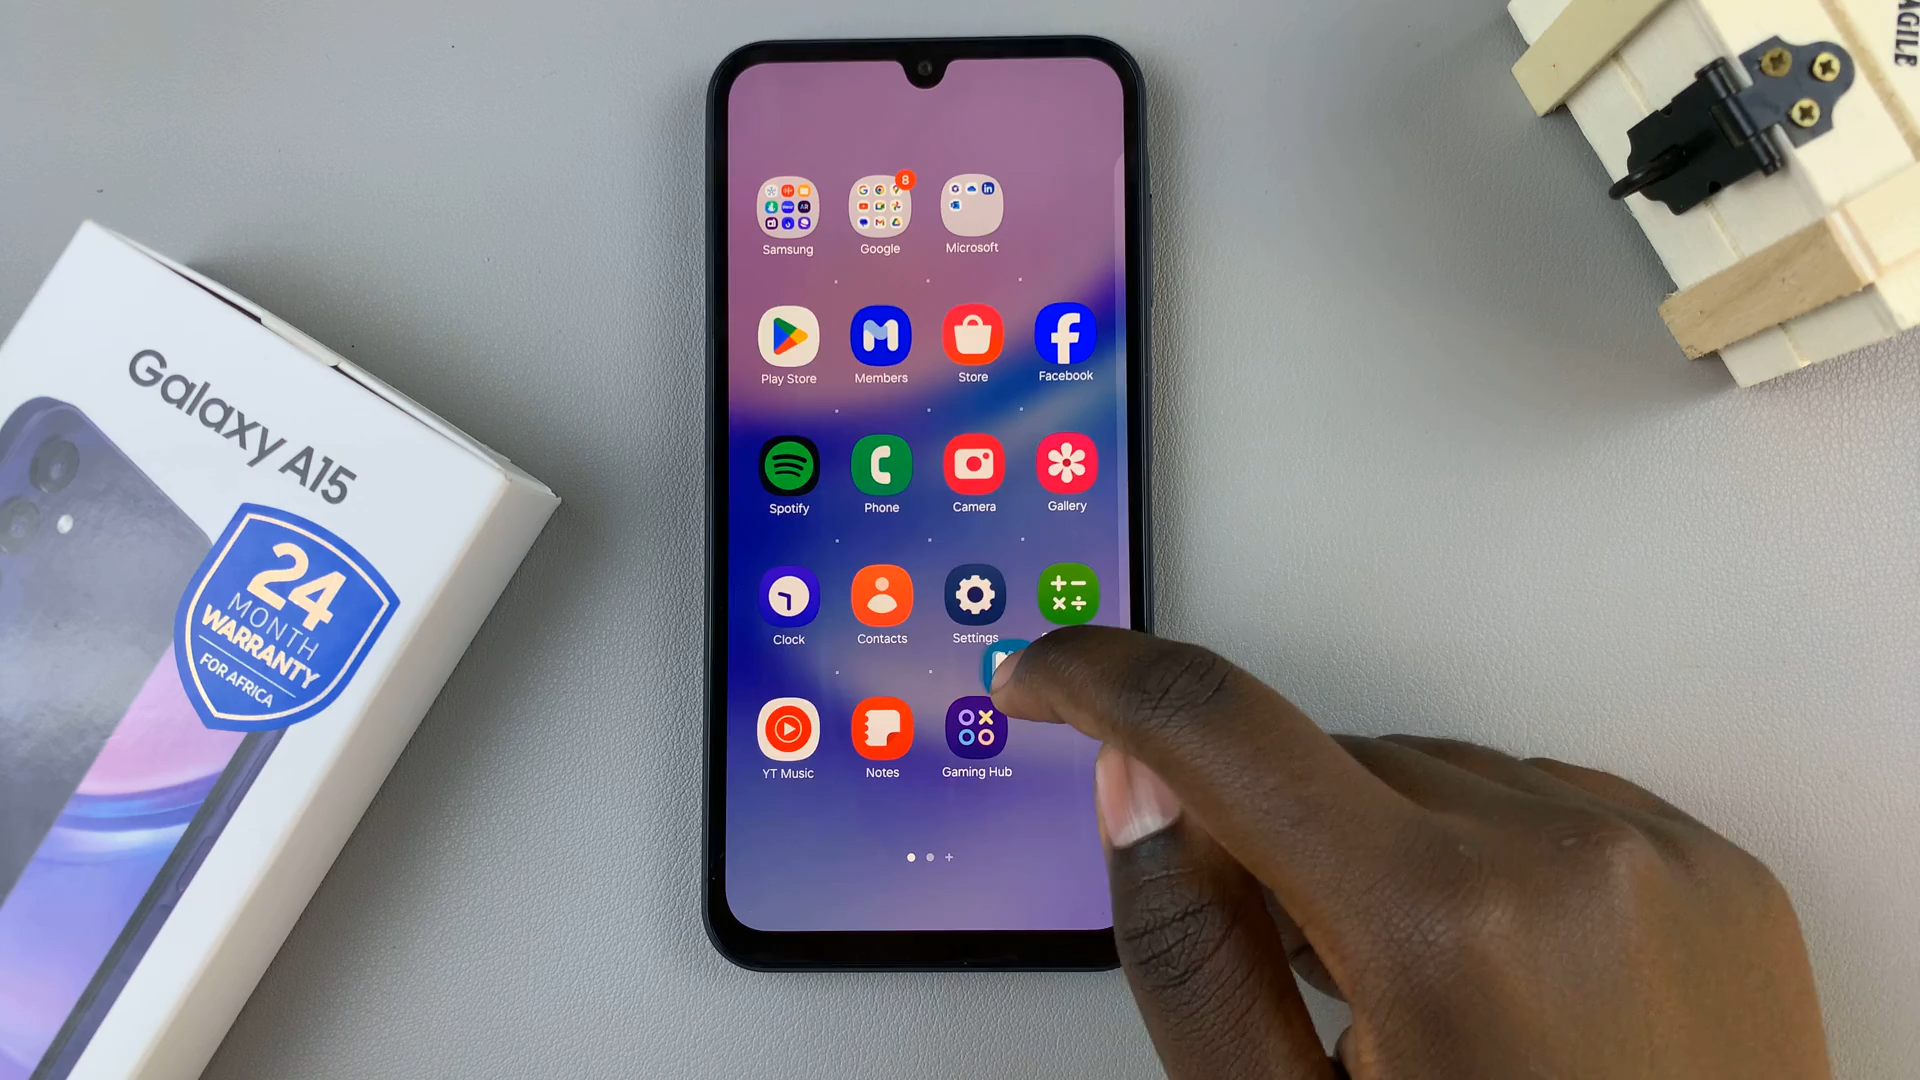 8
Samsung
Google
Microsoft
Play Store
Members
Store
Facebook
Spotify
Phone
Camera
Gallery
Clock
Contacts
Settings
YT Music
Notes
Gaming Hub
Galaxy A15
24
MONTH
WARRANTY
FOR AFRICA